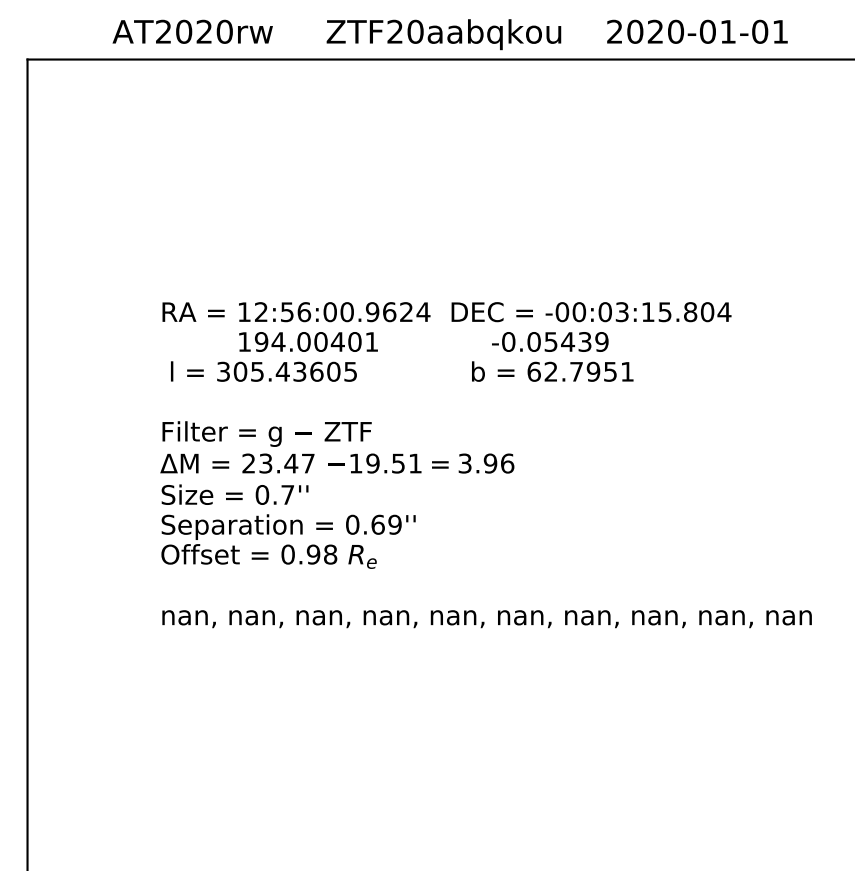 AT2020rw ZTF20aabqkou 2020-01-01
RA = 12:56:00.9624 DEC = -00:03:15.804
194.00401 -0.05439
l = 305.43605 b = 62.7951
Filter = g − ZTF
ΔM = 23.47 −19.51 = 3.96
Size = 0.7''
Separation = 0.69''
Offset = 0.98 Rₑ
nan, nan, nan, nan, nan, nan, nan, nan, nan, nan